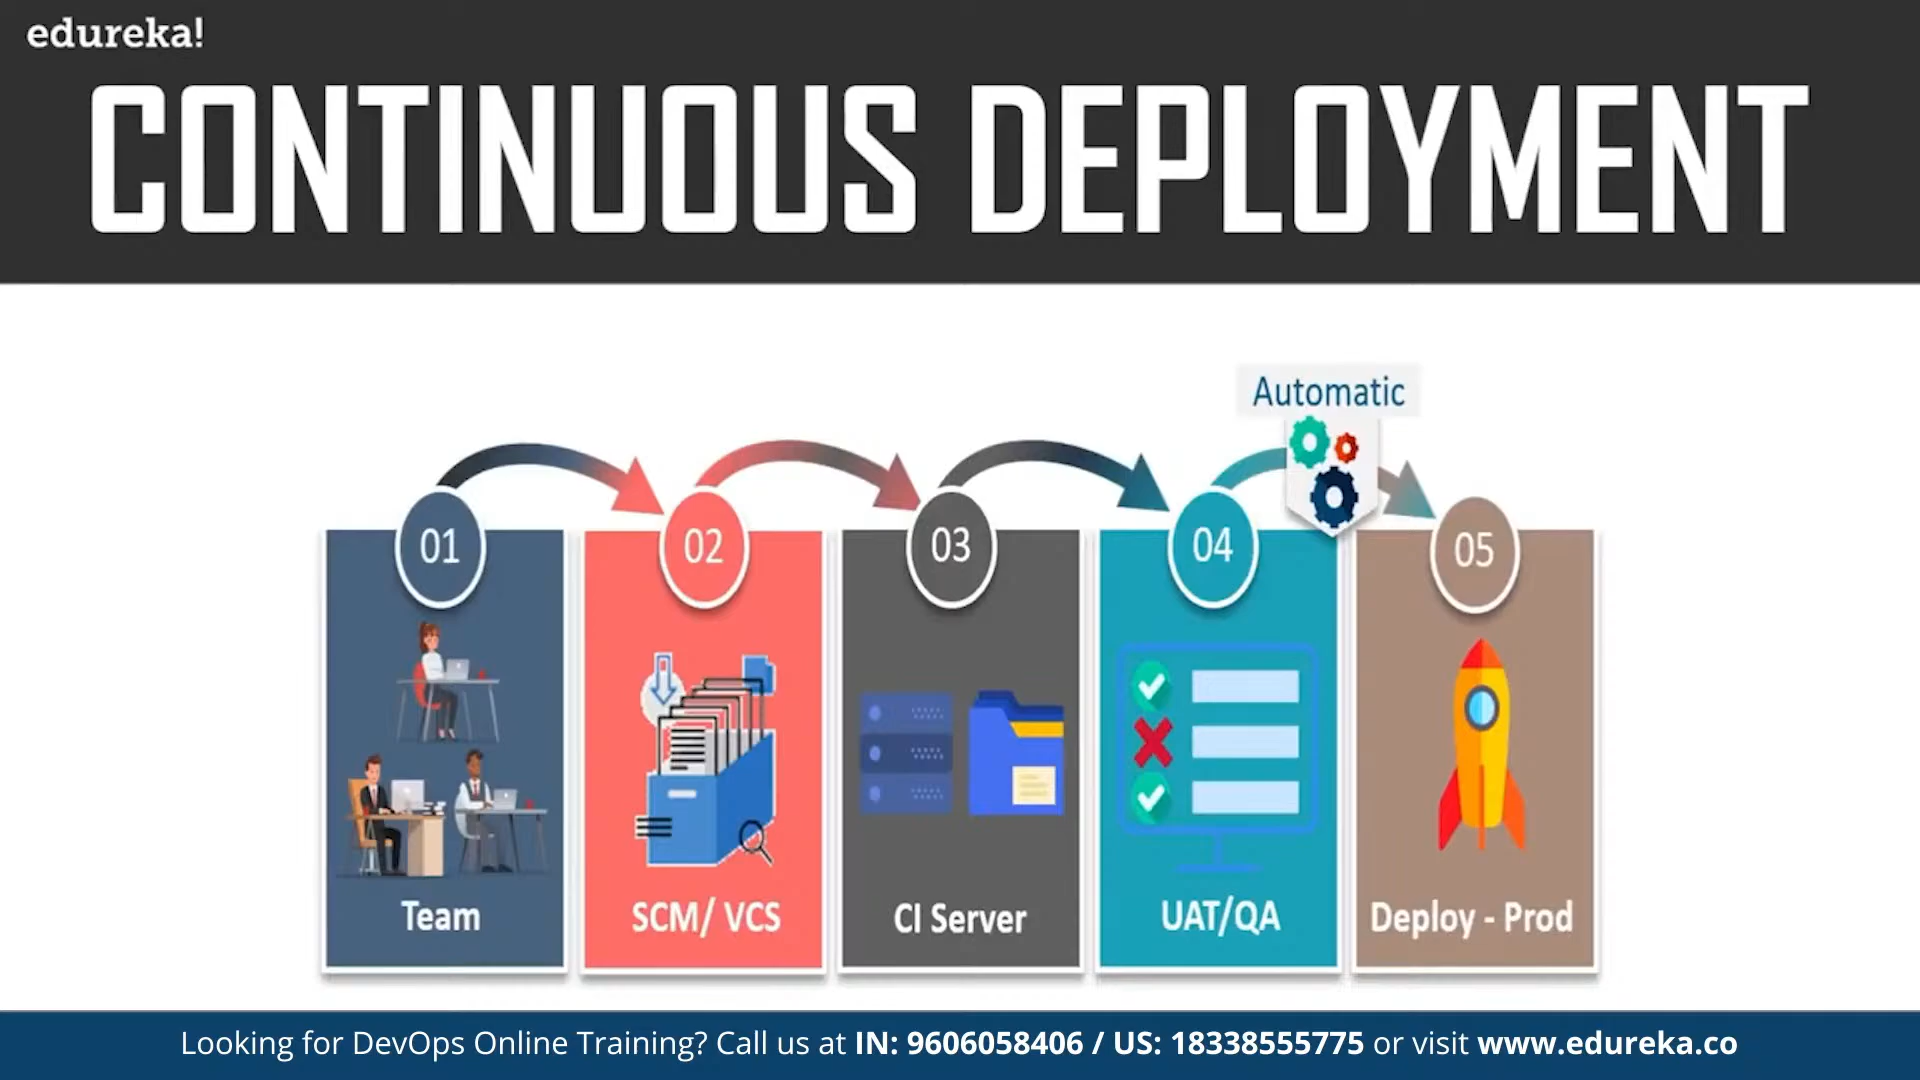 edureka!
CONTINUOUS DEPLOYMENT
Automatic
01
02
03
04
05
Team
SCM/ VCS
CI Server
UAT/QA
Deploy - Prod
Looking for DevOps Online Training? Call us at IN: 9606058406 / US: 18338555775 or visit www.edureka.co